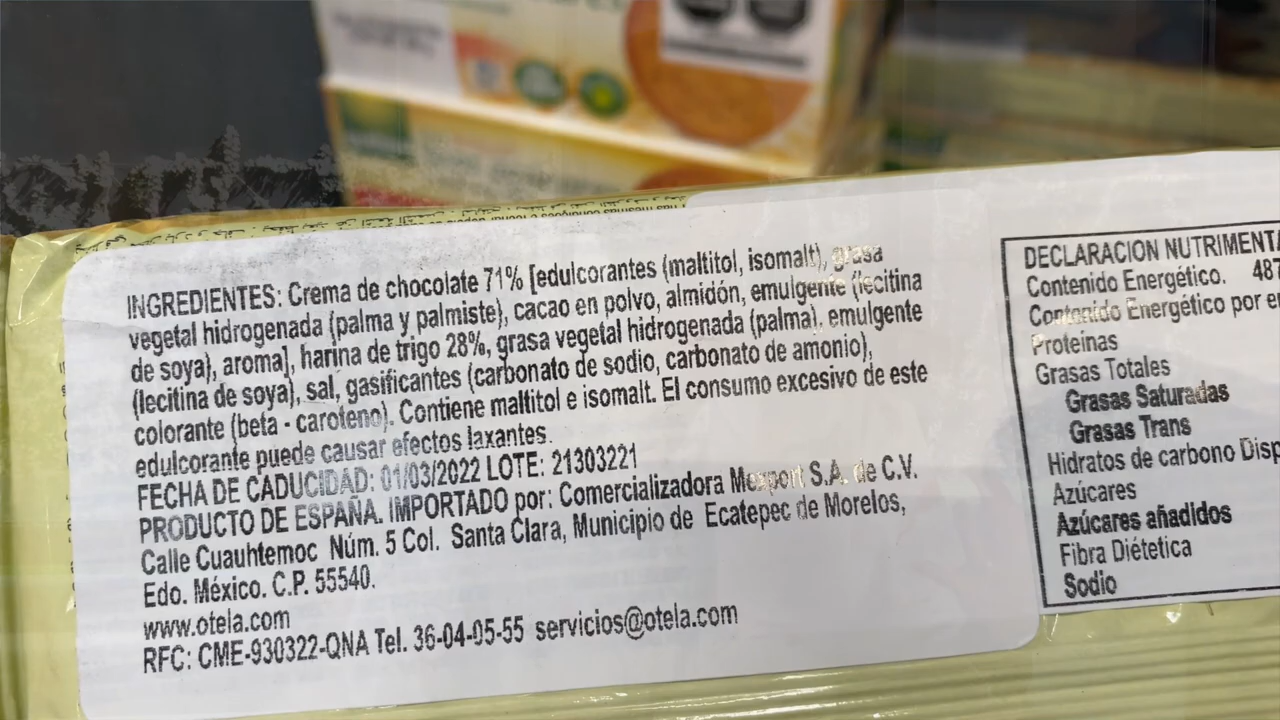 INGREDIENTES: Crema de chocolate 71% [edulcorantes (maltitol, isomalt), grasa
vegetal hidrogenada (palma y palmiste), cacao en polvo, almidón, emulgente (lecitina
de soya), aroma], harina de trigo 28%, grasa vegetal hidrogenada (palma), emulgente
(lecitina de soya), sal, gasificantes (carbonato de sodio, carbonato de amonio),
colorante (beta - caroteno). Contiene maltitol e isomalt. El consumo excesivo de este
edulcorante puede causar efectos laxantes.
FECHA DE CADUCIDAD: 01/03/2022 LOTE: 21303221
PRODUCTO DE ESPAÑA. IMPORTADO por: Comercializadora Mexport S.A. de C.V.
Calle Cuauhtemoc Núm. 5 Col. Santa Clara, Municipio de Ecatepec de Morelos,
Edo. México. C.P. 55540.
www.otela.com
RFC: CME-930322-QNA Tel. 36-04-05-55 servicios@otela.com
DECLARACION NUTRIMENTA
Contenido Energético. 487
Contenido Energético por e
Proteínas
Grasas Totales
Grasas Saturadas
Grasas Trans
Hidratos de carbono Disp
Azúcares
Azúcares añadidos
Fibra Diétetica
Sodio